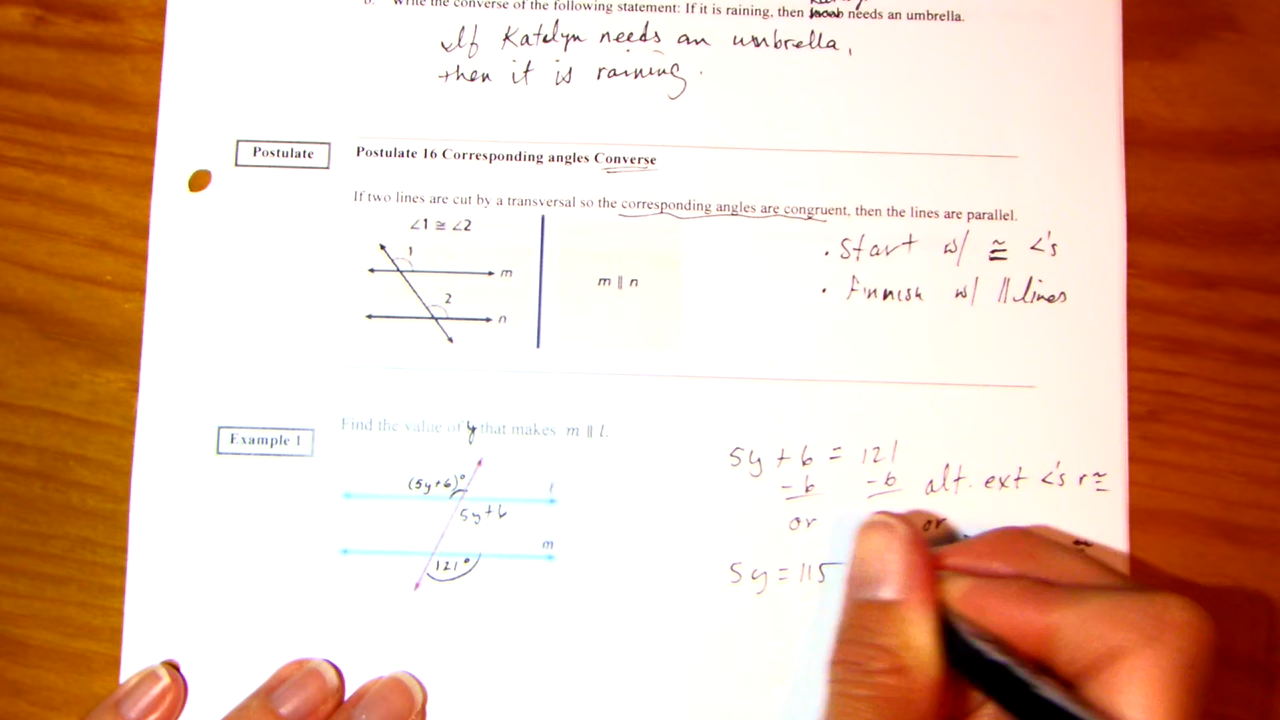 Write the converse of the following statement: If it is raining, then needs an umbrella.
If Katelyn needs an umbrella,
then it is raining.
Postulate
Postulate 16 Corresponding angles Converse
If two lines are cut by a transversal so the corresponding angles are congruent, then the lines are parallel.
∠1 ≅ ∠2
1
m
2
n
m ∥ n
• Start w/ ≅ ∠'s
• Finnish w/ ∥ lines
Example 1
Find the value of y that makes m ∥ l.
(5y+6)°
l
5y+6
m
121°
5y + 6 = 121
-6 -6 alt. ext ∠'s r ≅
or or
5y = 115